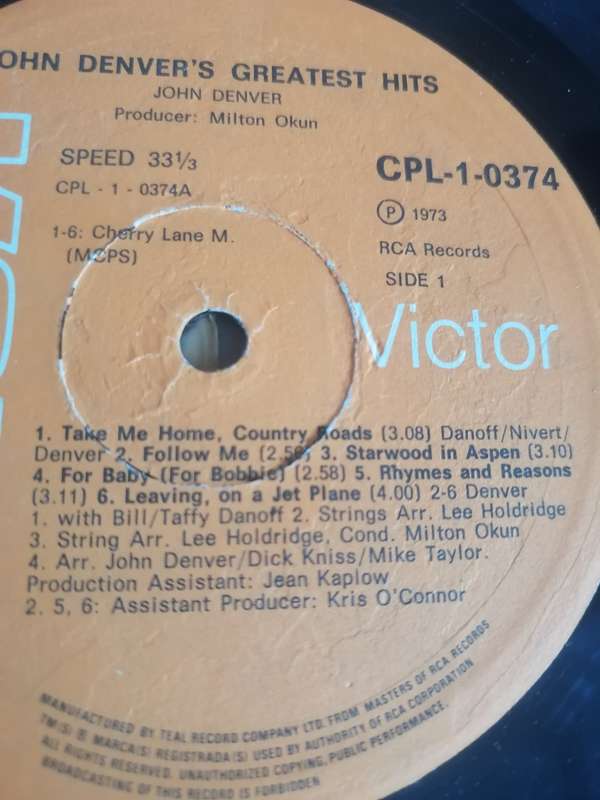 OHN DENVER'S GREATEST HITS
JOHN DENVER
Producer: Milton Okun
SPEED 33⅓
CPL-1-0374
CPL - 1 - 0374A
Ⓟ 1973
1-6: Cherry Lane M.
(MCPS)
RCA Records
SIDE 1
Victor
1. Take Me Home, Country Roads (3.08) Danoff/Nivert/
Denver 2. Follow Me (2.56) 3. Starwood in Aspen (3.10)
4. For Baby (For Bobbie) (2.58) 5. Rhymes and Reasons
(3.11) 6. Leaving, on a Jet Plane (4.00) 2-6 Denver
1. with Bill/Taffy Danoff 2. Strings Arr. Lee Holdridge
3. String Arr. Lee Holdridge, Cond. Milton Okun
4. Arr. John Denver/Dick Kniss/Mike Taylor.
Production Assistant: Jean Kaplow
2. 5, 6: Assistant Producer: Kris O'Connor
MANUFACTURED BY TEAL RECORD COMPANY LTD. FROM MASTERS OF RCA RECORDS
TM(S) ® MARCA(S) REGISTRADA(S) USED BY AUTHORITY OF RCA CORPORATION
ALL RIGHTS RESERVED. UNAUTHORIZED COPYING, PUBLIC PERFORMANCE.
BROADCASTING OF THIS RECORD IS FORBIDDEN